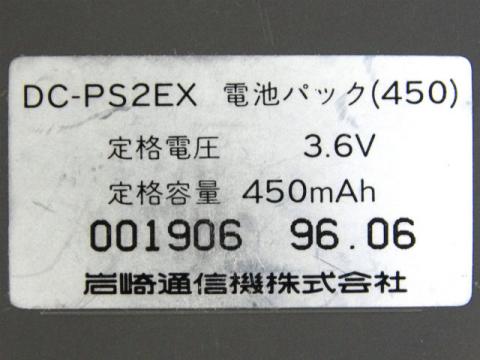 DC-PS2EX 電池パック(450)
定格電圧 3.6V
定格容量 450mAh
001906 96.06
岩崎通信機株式会社